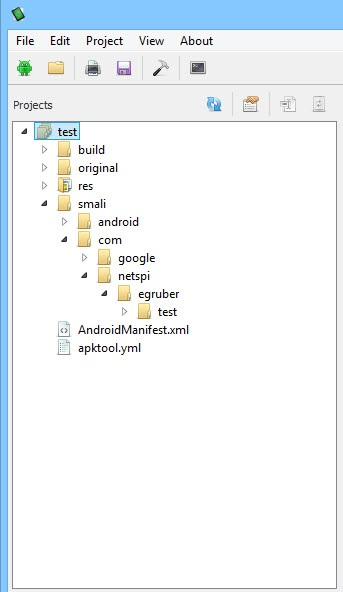 File Edit Project View About
Projects
test
build
original
res
smali
android
com
google
netspi
egruber
test
AndroidManifest.xml
apktool.yml